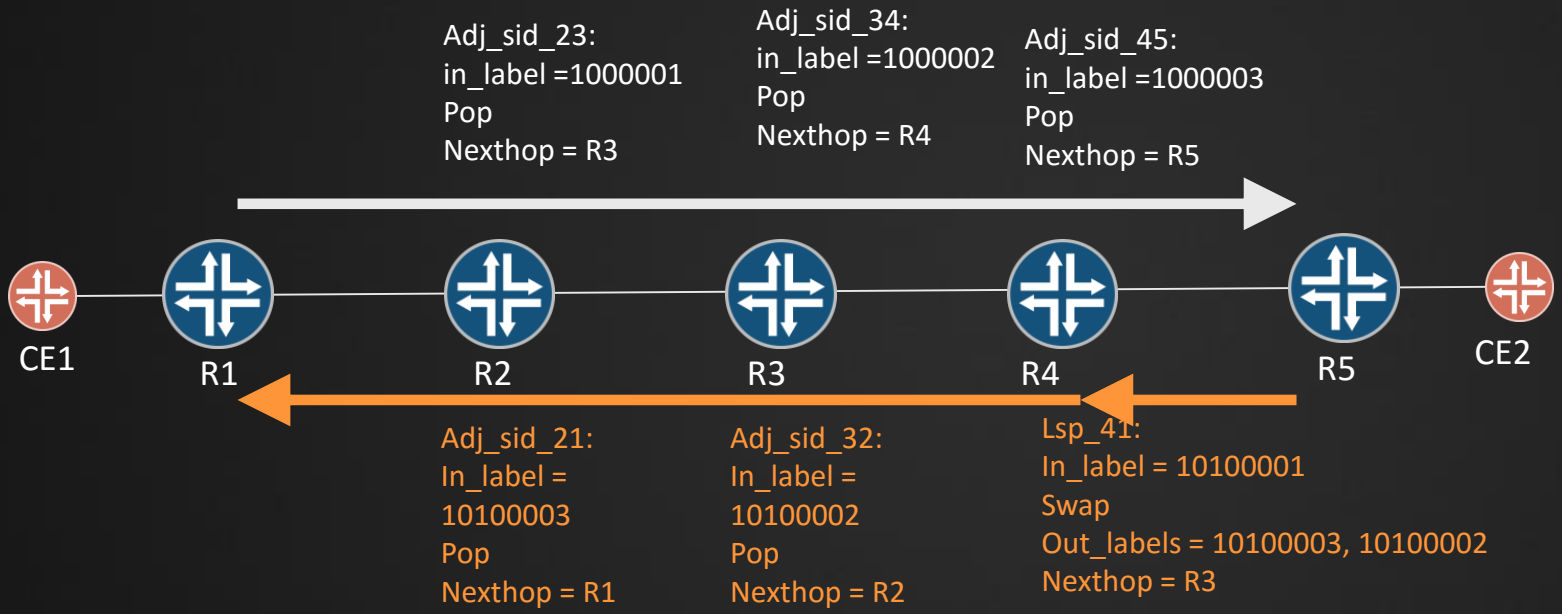 Adj_sid_23:
in_label =1000001
Pop
Nexthop = R3
Adj_sid_34:
in_label =1000002
Pop
Nexthop = R4
Adj_sid_45:
in_label =1000003
Pop
Nexthop = R5
CE1
R1
R2
R3
R4
R5
CE2
Adj_sid_21:
In_label =
10100003
Pop
Nexthop = R1
Adj_sid_32:
In_label =
10100002
Pop
Nexthop = R2
Lsp_41:
In_label = 10100001
Swap
Out_labels = 10100003, 10100002
Nexthop = R3